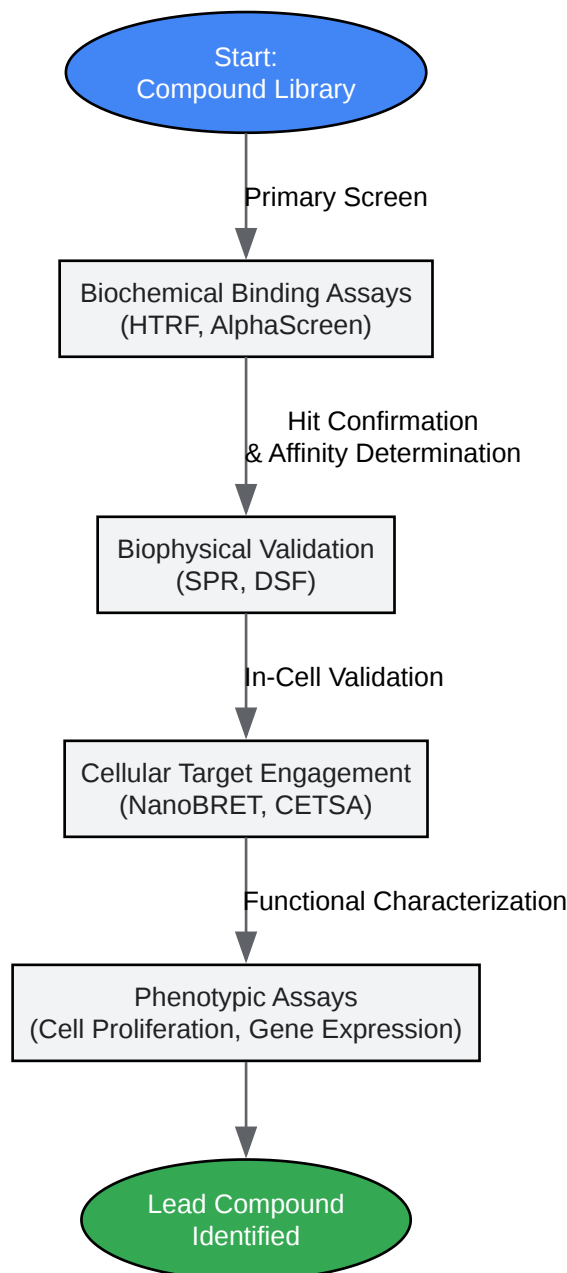 Start:
Compound Library
Primary Screen
Biochemical Binding Assays
(HTRF, AlphaScreen)
Hit Confirmation
& Affinity Determination
Biophysical Validation
(SPR, DSF)
In-Cell Validation
Cellular Target Engagement
(NanoBRET, CETSA)
Functional Characterization
Phenotypic Assays
(Cell Proliferation, Gene Expression)
Lead Compound
Identified